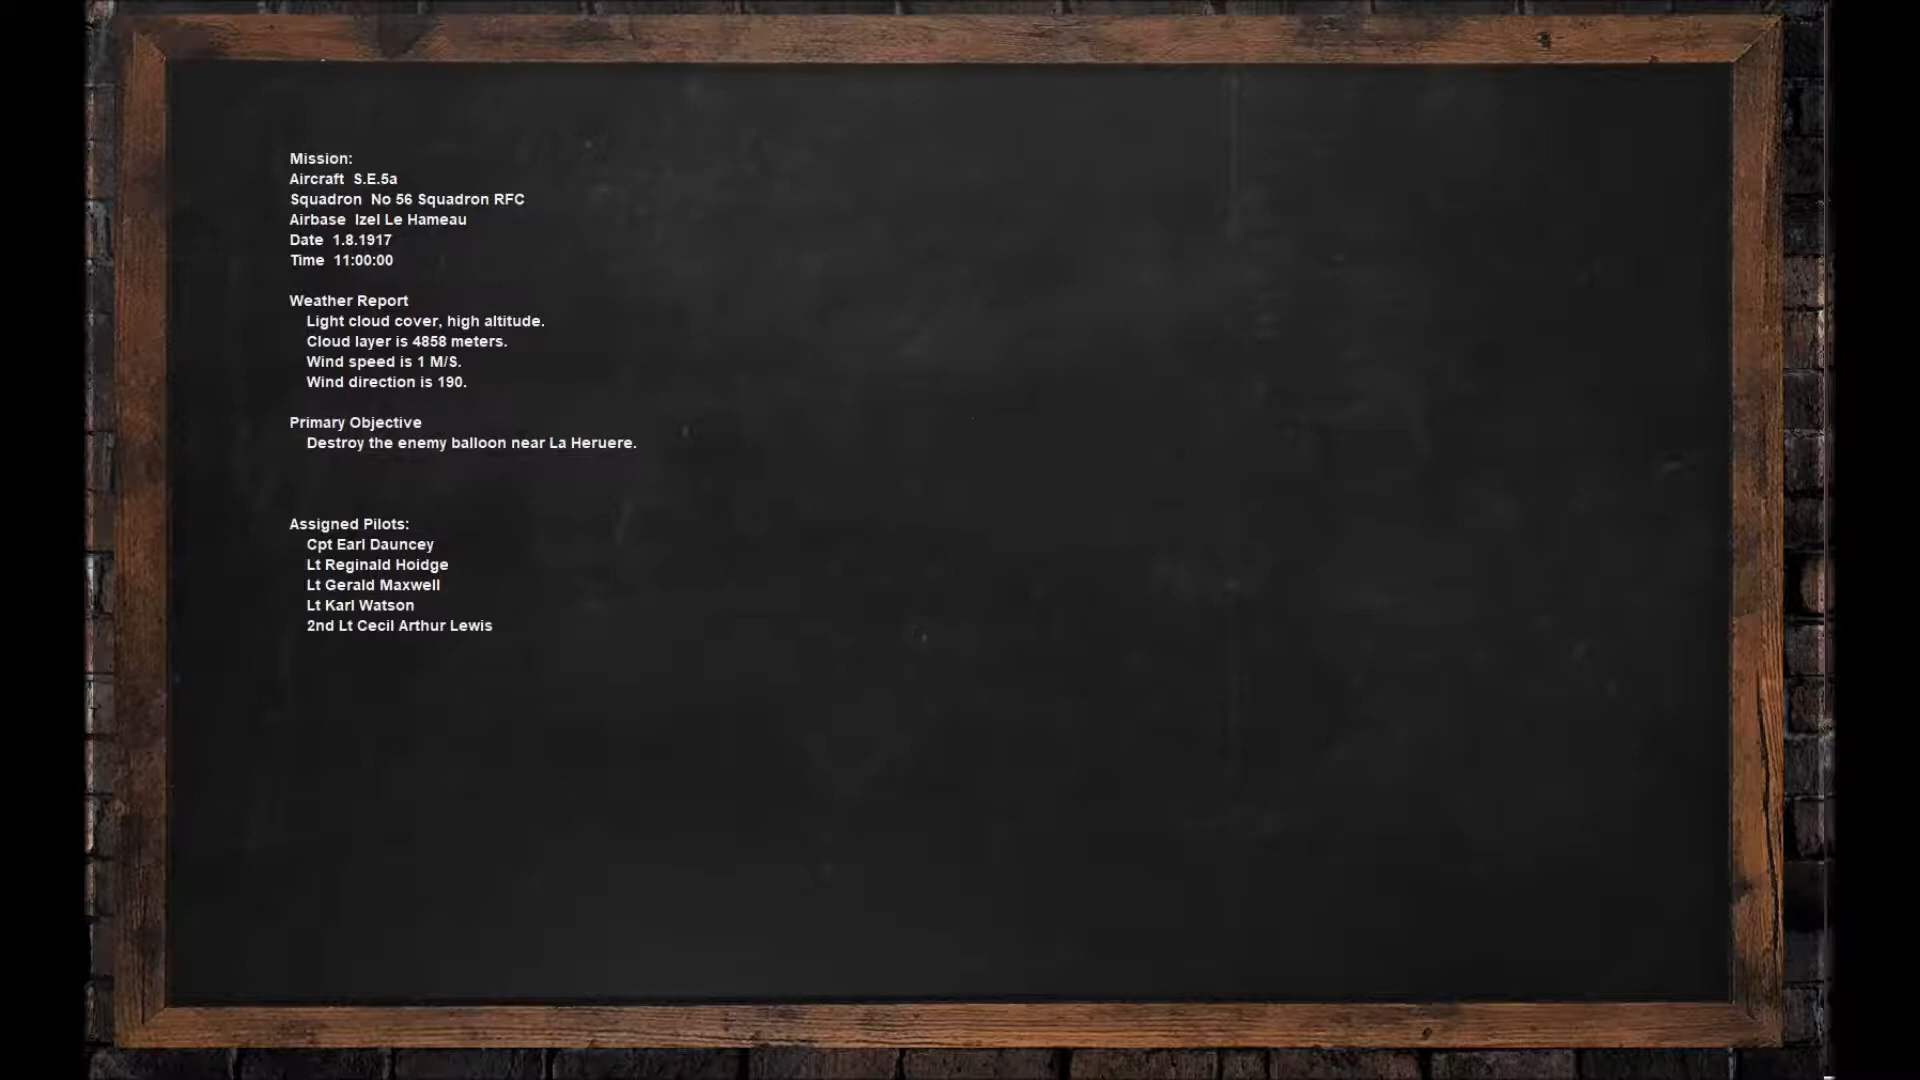 Mission:
Aircraft  S.E.5a
Squadron  No 56 Squadron RFC
Airbase  Izel Le Hameau
Date  1.8.1917
Time  11:00:00
Weather Report
Light cloud cover, high altitude.
Cloud layer is 4858 meters.
Wind speed is 1 M/S.
Wind direction is 190.
Primary Objective
Destroy the enemy balloon near La Heruere.
Assigned Pilots:
Cpt Earl Dauncey
Lt Reginald Hoidge
Lt Gerald Maxwell
Lt Karl Watson
2nd Lt Cecil Arthur Lewis